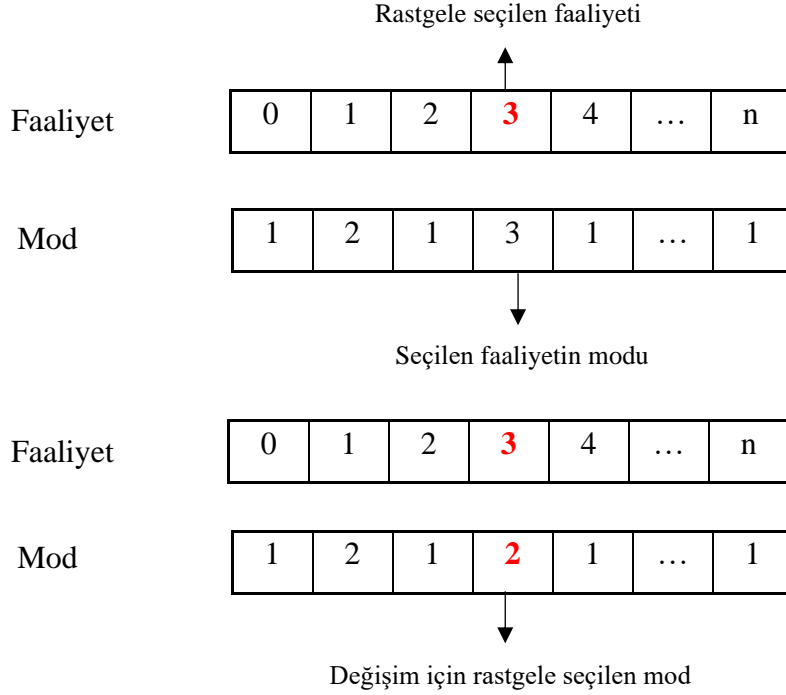 Rastgele seçilen faaliyeti
Faaliyet 0 1 2 3 4 … n
Mod 1 2 1 3 1 … 1
Seçilen faaliyetin modu
Faaliyet 0 1 2 3 4 … n
Mod 1 2 1 2 1 … 1
Değişim için rastgele seçilen mod